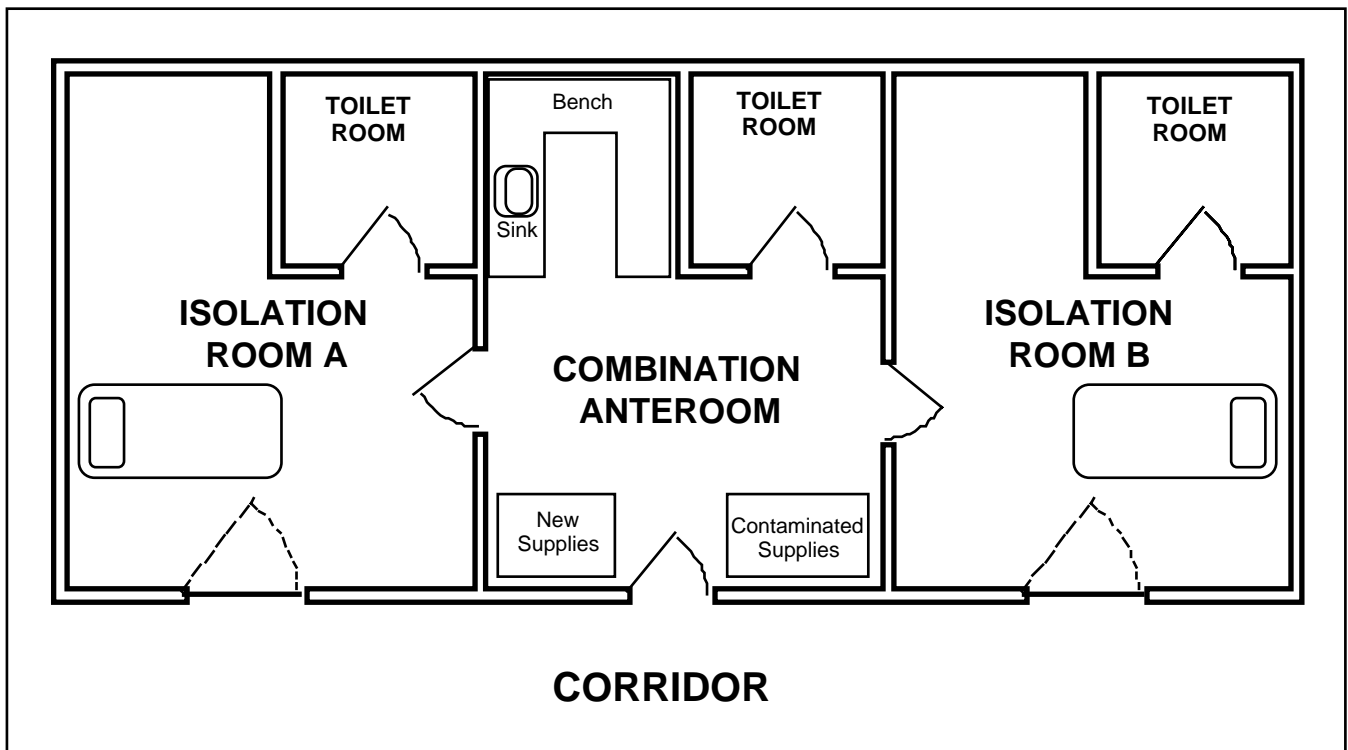 TOILET
ROOM
Bench
Sink
TOILET
ROOM
TOILET
ROOM
ISOLATION
ROOM A
COMBINATION
ANTEROOM
ISOLATION
ROOM B
New
Supplies
Contaminated
Supplies
CORRIDOR